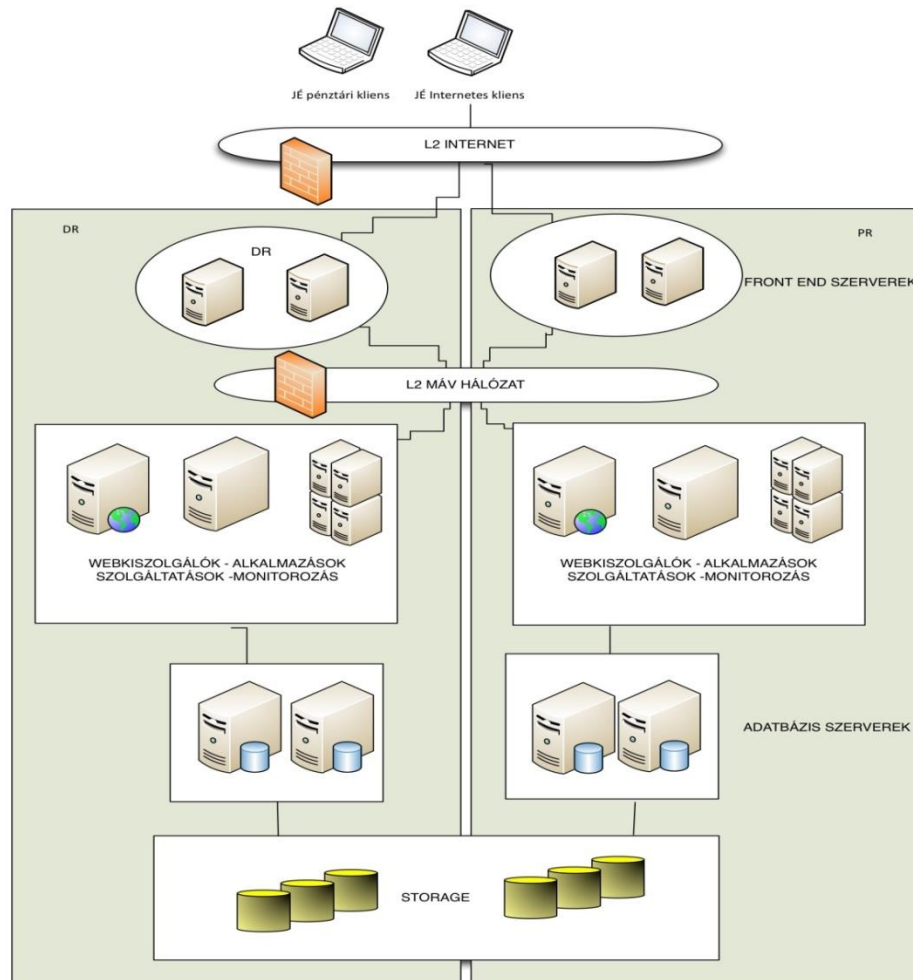 JÉ pénztári kliens
JÉ Internetes kliens
L2 INTERNET
DR
PR
DR
FRONT END SZERVEREK
L2 MÁV HÁLÓZAT
WEBKISZOLGÁLÓK - ALKALMAZÁSOK
SZOLGÁLTATÁSOK -MONITOROZÁS
WEBKISZOLGÁLÓK - ALKALMAZÁSOK
SZOLGÁLTATÁSOK -MONITOROZÁS
ADATBÁZIS SZERVEREK
STORAGE